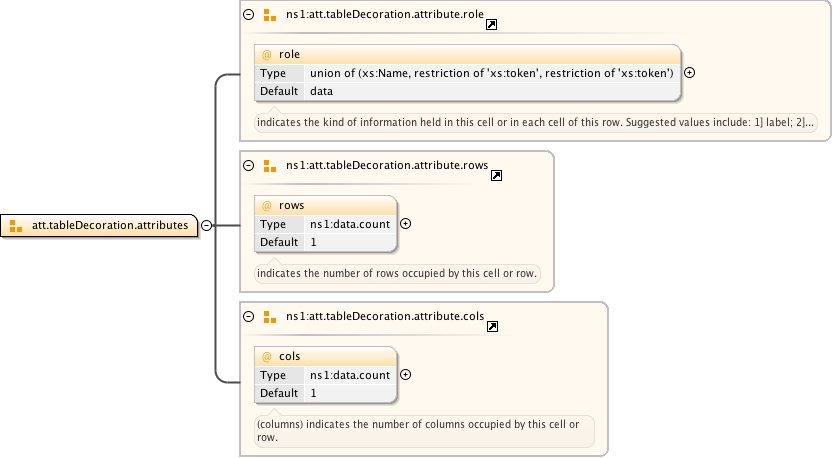 ns1:att.tableDecoration.attribute.role
@ role
Type union of (xs:Name, restriction of 'xs:token', restriction of 'xs:token')
Default data
indicates the kind of information held in this cell or in each cell of this row. Suggested values include: 1] label; 2]...
ns1:att.tableDecoration.attribute.rows
@ rows
Type ns1:data.count
Default 1
indicates the number of rows occupied by this cell or row.
att.tableDecoration.attributes
ns1:att.tableDecoration.attribute.cols
@ cols
Type ns1:data.count
Default 1
(columns) indicates the number of columns occupied by this cell or
row.